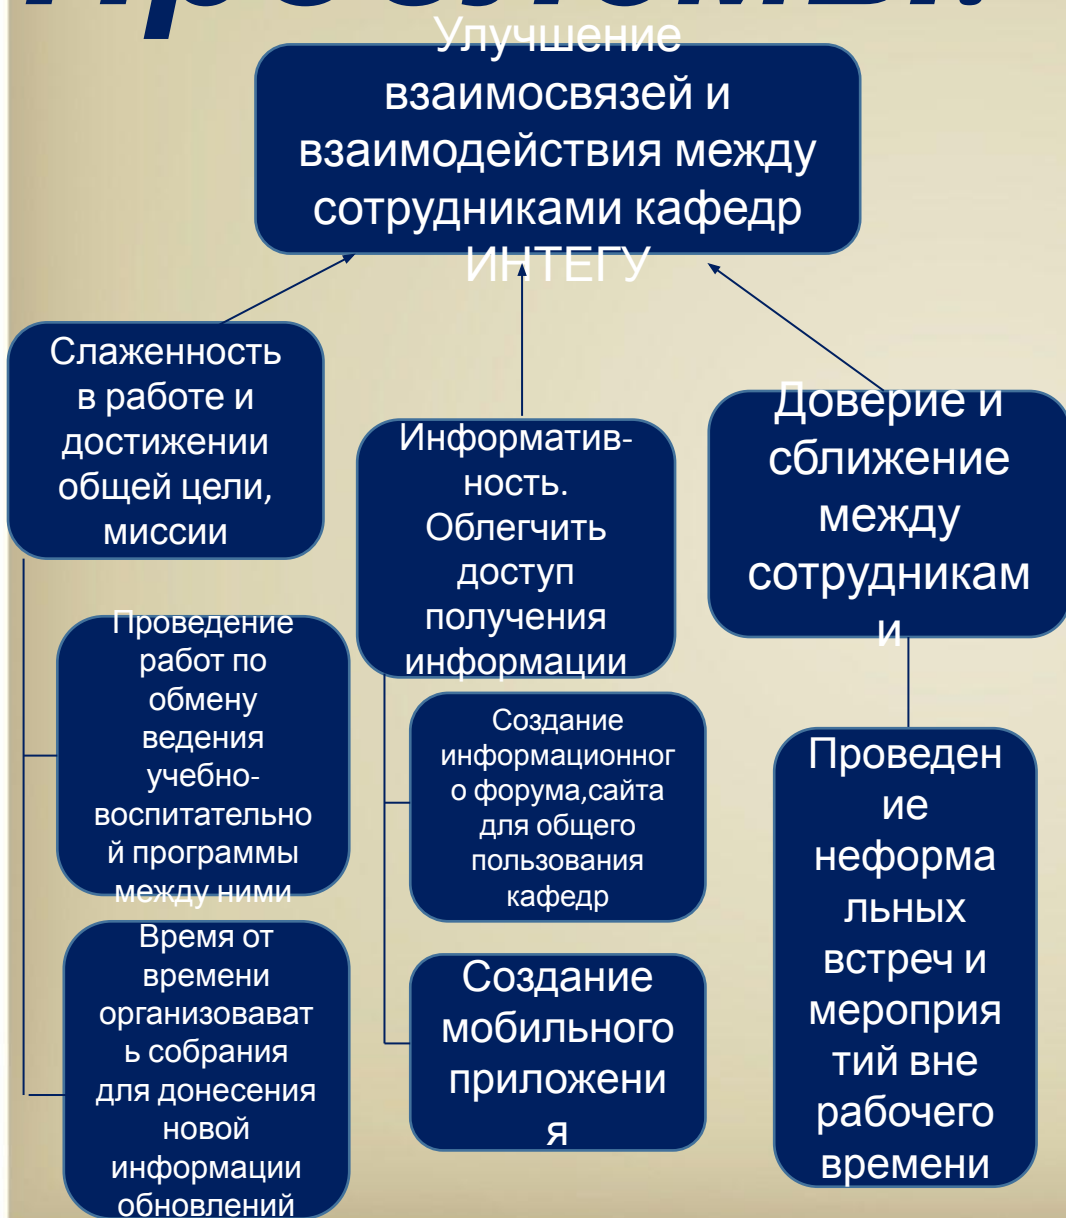 Проблемы:
Улучшение
взаимосвязей и
взаимодействия между
сотрудниками кафедр
ИНТЕГУ
Слаженность
в работе и
достижении
общей цели,
миссии
Информатив-
ность.
Облегчить
доступ
получения
информации
Доверие и
сближение
между
сотрудникам
и
Проведение
работ по
обмену
ведения
учебно-
воспитательно
й программы
между ними
Время от
времени
организовават
ь собрания
для донесения
новой
информации
обновлений
Создание
информационног
о форума,сайта
для общего
пользования
кафедр
Создание
мобильного
приложени
я
Проведен
ие
неформа
льных
встреч и
мероприя
тий вне
рабочего
времени